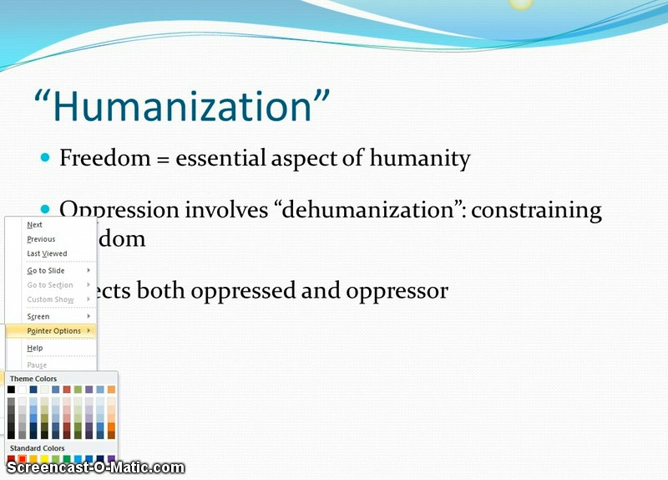 “Humanization”
Freedom = essential aspect of humanity
Oppression involves “dehumanization”: constraining
dom
ects both oppressed and oppressor
Next
Previous
Last Viewed
Go to Slide
Go to Section
Custom Show
Screen
Pointer Options
Help
Pause
Theme Colors
Standard Colors
Screencast-O-Matic.com